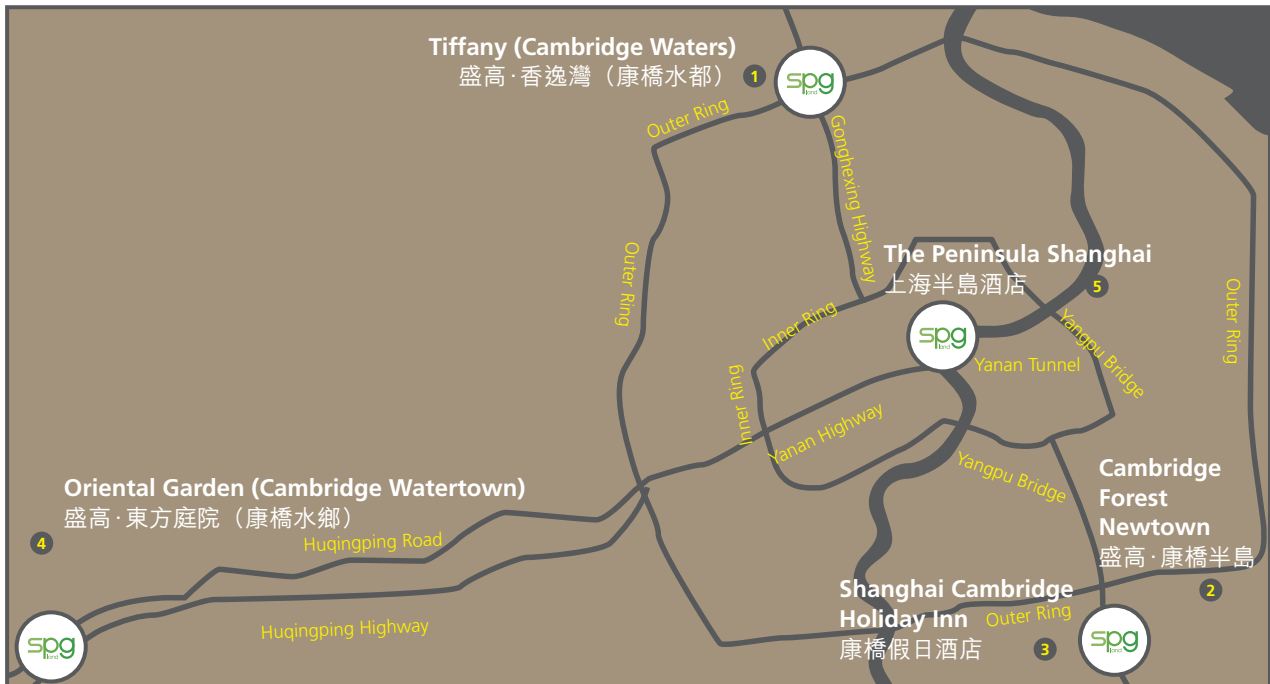 Tiffany (Cambridge Waters)
盛高·香逸灣（康橋水都）
1
spg
land
Outer Ring
Gonghexing Highway
Outer Ring
The Peninsula Shanghai
上海半島酒店
5
Outer Ring
Inner Ring
spg
land
Yangpu Bridge
Yanan Tunnel
Inner Ring
Yanan Highway
Yangpu Bridge
Cambridge
Forest
Newtown
盛高·康橋半島
2
Oriental Garden (Cambridge Watertown)
盛高·東方庭院（康橋水鄉）
4
Huqingping Road
Huqingping Highway
spg
land
Shanghai Cambridge
Holiday Inn
康橋假日酒店
3
Outer Ring
spg
land